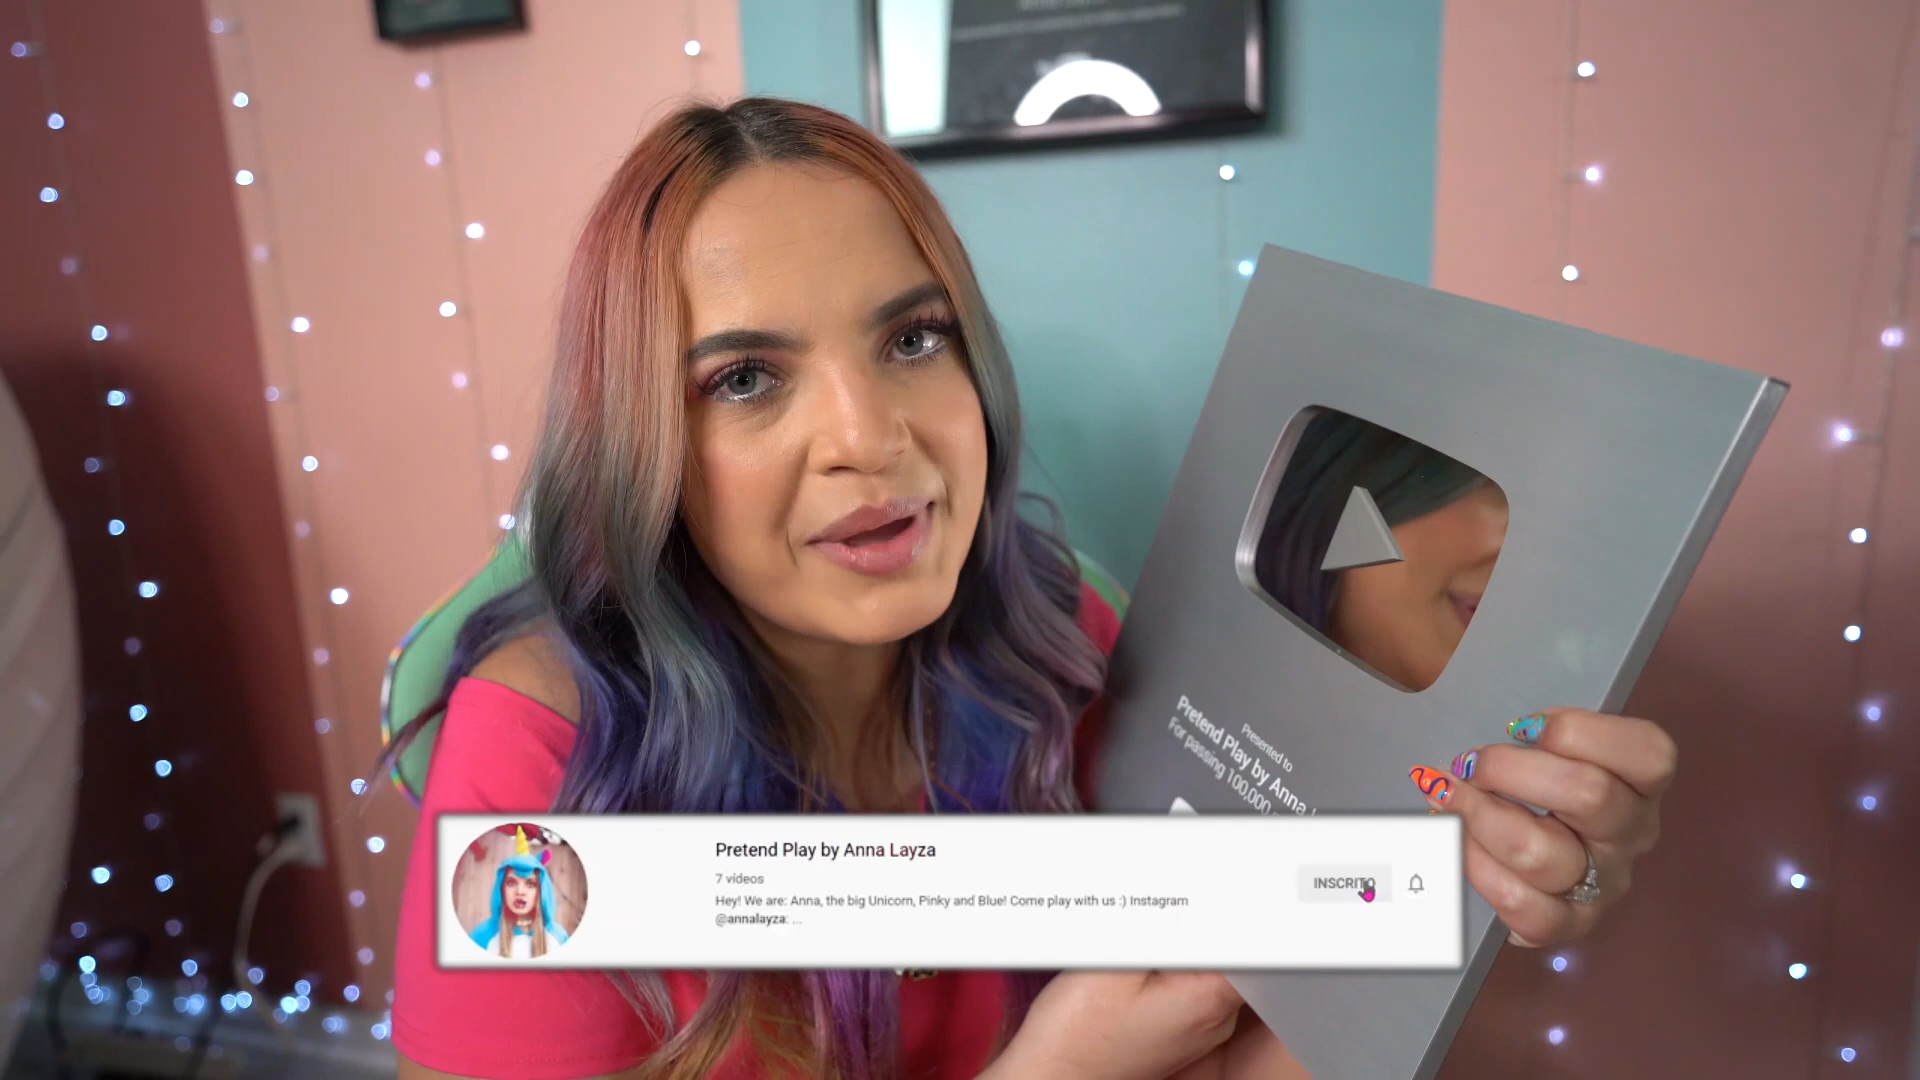 Presented to
Pretend Play by Anna
For passing 100,000
Pretend Play by Anna Layza
7 vídeos
Hey! We are: Anna, the big Unicorn, Pinky and Blue! Come play with us :) Instagram
@annalayza: ...
INSCRITO